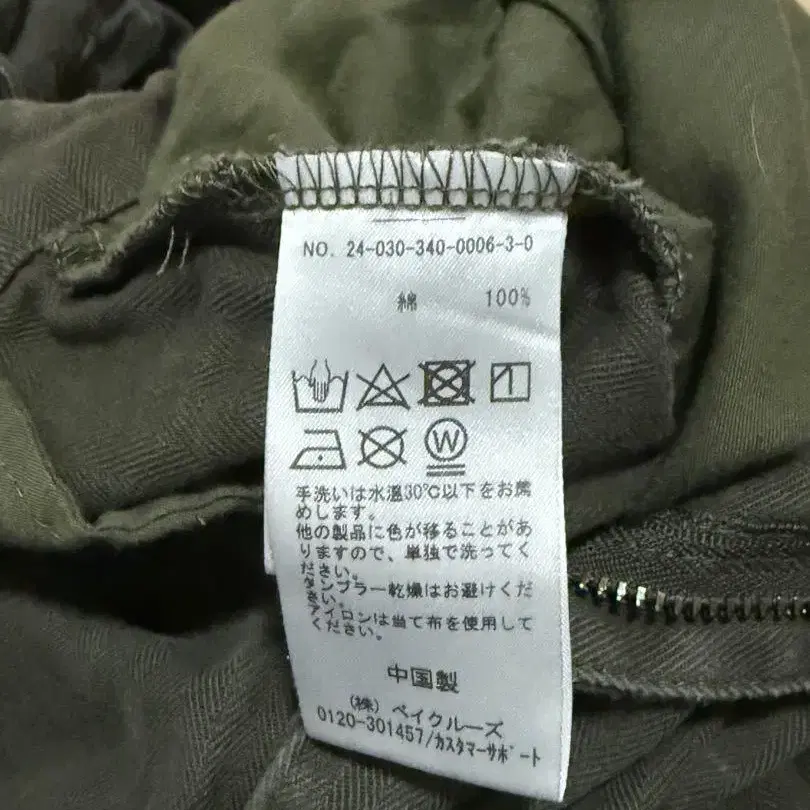 NO. 24-030-340-0006-3-0
綿 100%
W
手洗いは水温30℃以下をお薦
めします。
他の製品に色が移ることがあ
りますので、単独で洗ってく
ださい。
タンブラー乾燥はお避けくだ
さい。
アイロンは当て布を使用して
ください。
中国製
(株) ベイクルーズ
0120-301457/カスタマーサポート